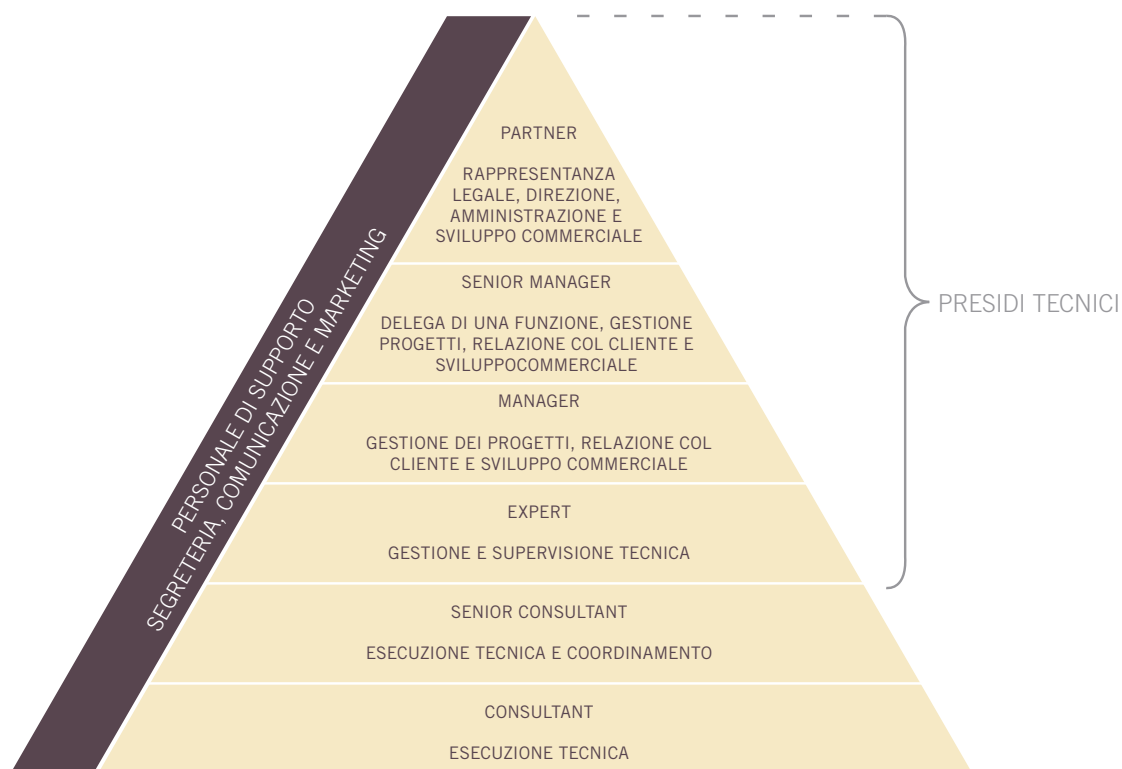 PARTNER
RAPPRESENTANZA
LEGALE, DIREZIONE,
AMMINISTRAZIONE E
SVILUPPO COMMERCIALE
SENIOR MANAGER
DELEGA DI UNA FUNZIONE, GESTIONE
PROGETTI, RELAZIONE COL CLIENTE E
SVILUPPOCOMMERCIALE
MANAGER
GESTIONE DEI PROGETTI, RELAZIONE COL
CLIENTE E SVILUPPO COMMERCIALE
EXPERT
GESTIONE E SUPERVISIONE TECNICA
SENIOR CONSULTANT
ESECUZIONE TECNICA E COORDINAMENTO
CONSULTANT
ESECUZIONE TECNICA
PERSONALE DI SUPPORTO
SEGRETERIA, COMUNICAZIONE E MARKETING
PRESIDI TECNICI